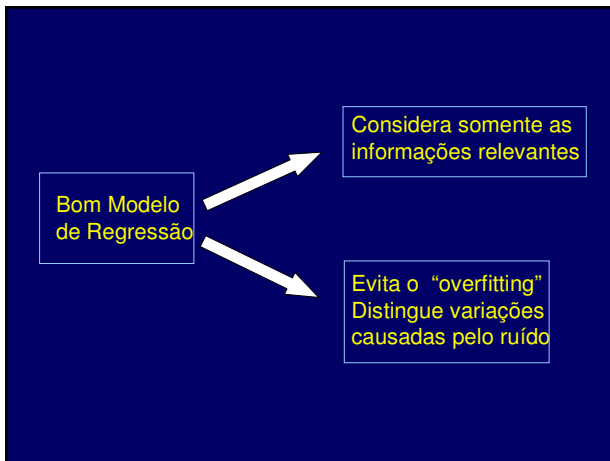 Considera somente as
informações relevantes
Bom Modelo
de Regressão
Evita o “overfitting”
Distingue variações
causadas pelo ruído